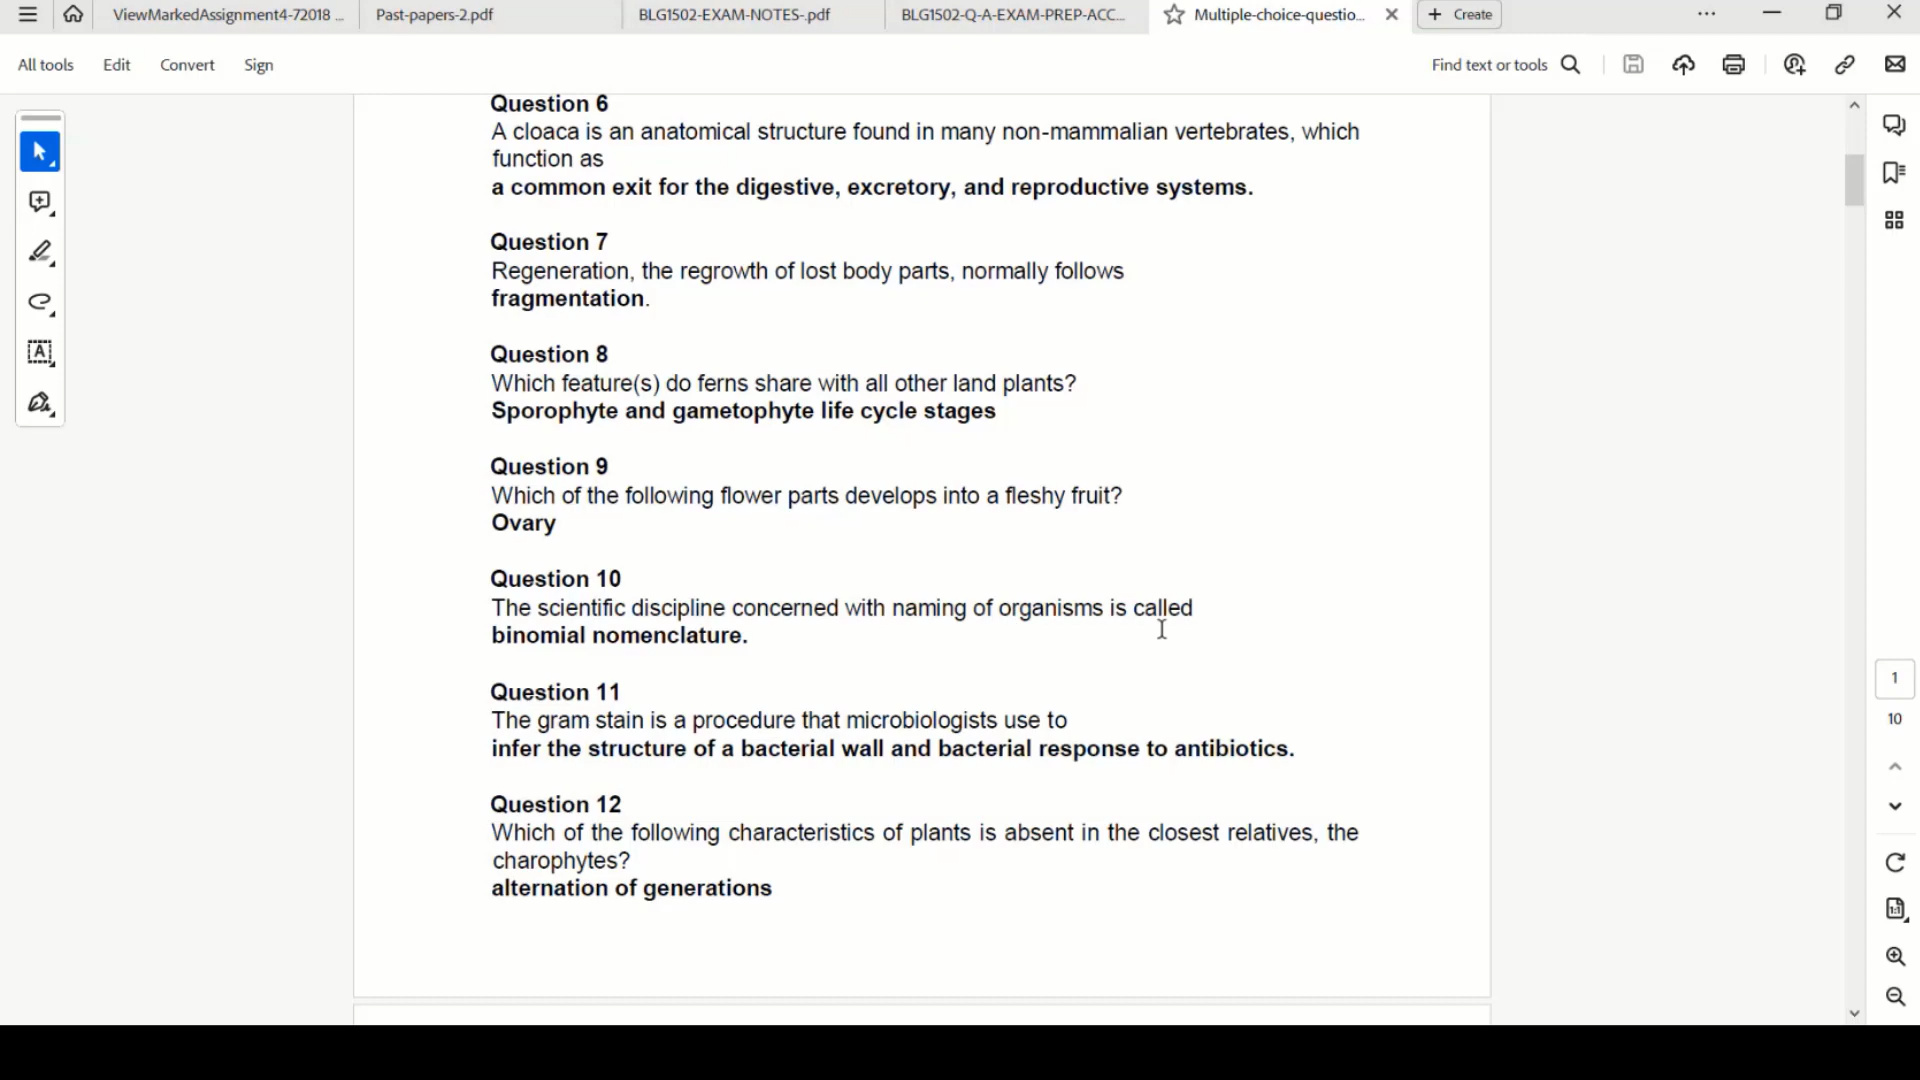 ViewMarkedAssignment4-72018 ...
Past-papers-2.pdf
BLG1502-EXAM-NOTES-.pdf
BLG1502-Q-A-EXAM-PREP-ACC...
Multiple-choice-questio...
Create
All tools
Edit
Convert
Sign
Find text or tools
Question 6
A cloaca is an anatomical structure found in many non-mammalian vertebrates, which
function as
a common exit for the digestive, excretory, and reproductive systems.
Question 7
Regeneration, the regrowth of lost body parts, normally follows
fragmentation.
Question 8
Which feature(s) do ferns share with all other land plants?
Sporophyte and gametophyte life cycle stages
Question 9
Which of the following flower parts develops into a fleshy fruit?
Ovary
Question 10
The scientific discipline concerned with naming of organisms is called
binomial nomenclature.
Question 11
The gram stain is a procedure that microbiologists use to
infer the structure of a bacterial wall and bacterial response to antibiotics.
Question 12
Which of the following characteristics of plants is absent in the closest relatives, the
charophytes?
alternation of generations
1
10